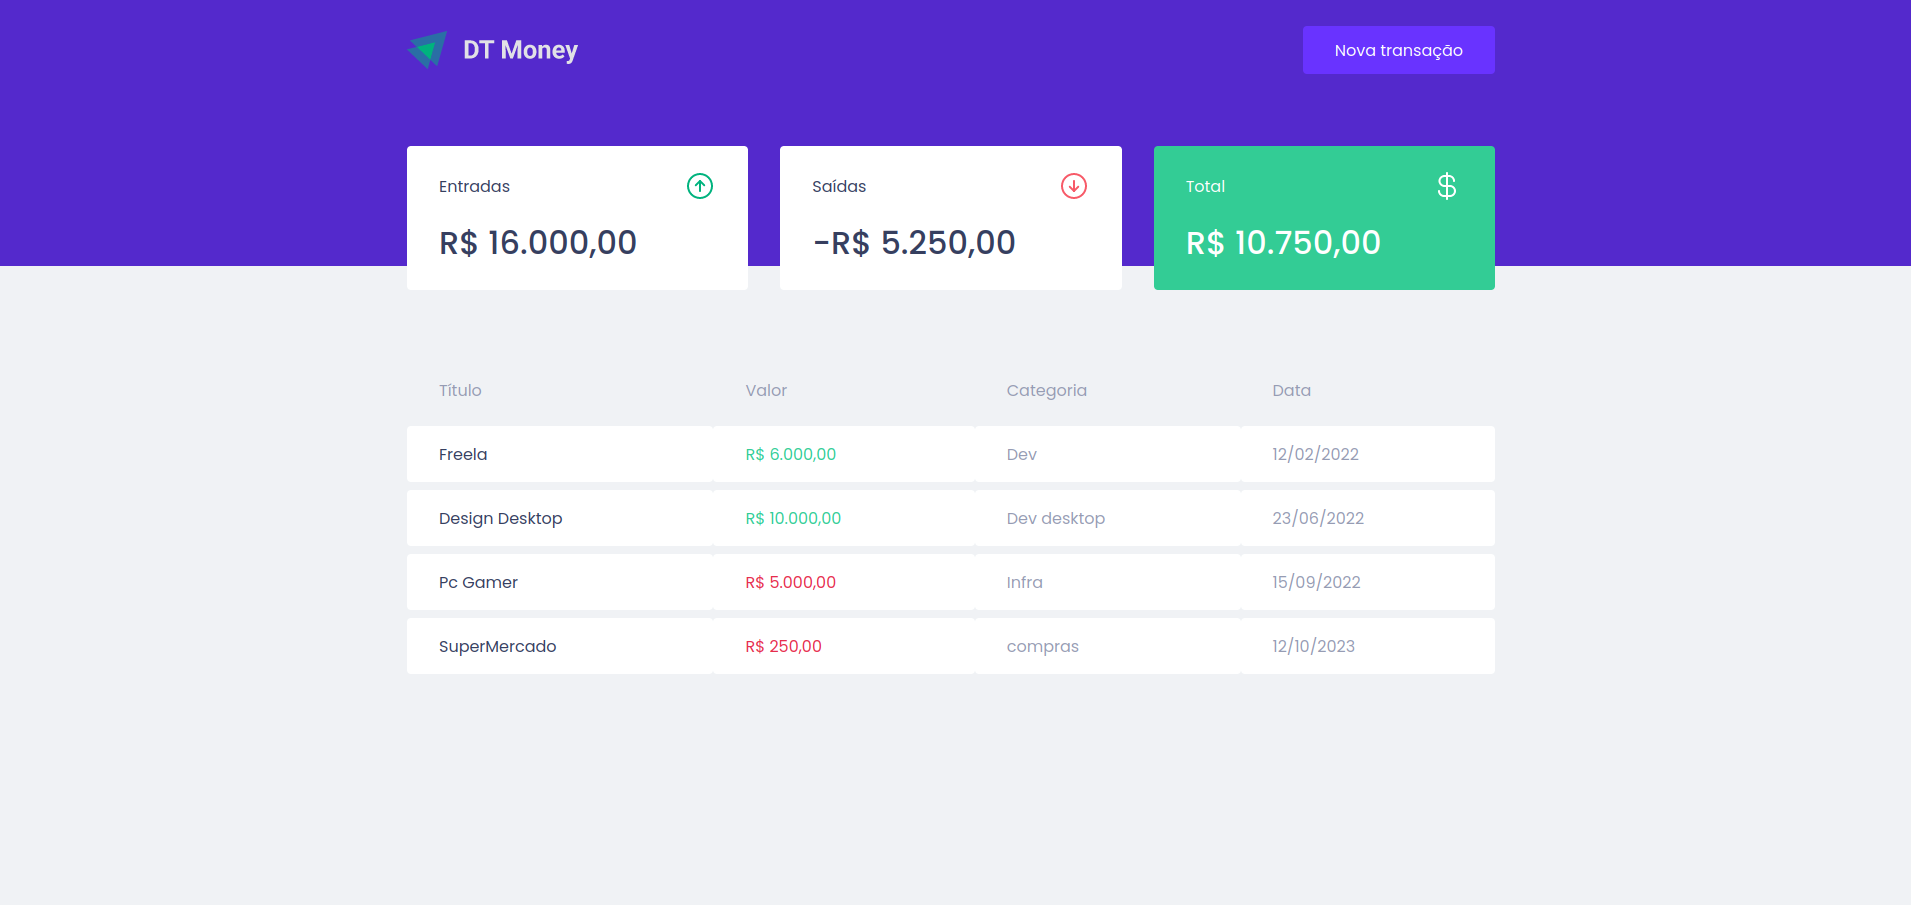 DT Money
Nova transação
Entradas
R$ 16.000,00
Saídas
-R$ 5.250,00
Total
$
R$ 10.750,00
Título Valor Categoria Data
Freela R$ 6.000,00 Dev 12/02/2022
Design Desktop R$ 10.000,00 Dev desktop 23/06/2022
Pc Gamer R$ 5.000,00 Infra 15/09/2022
SuperMercado R$ 250,00 compras 12/10/2023